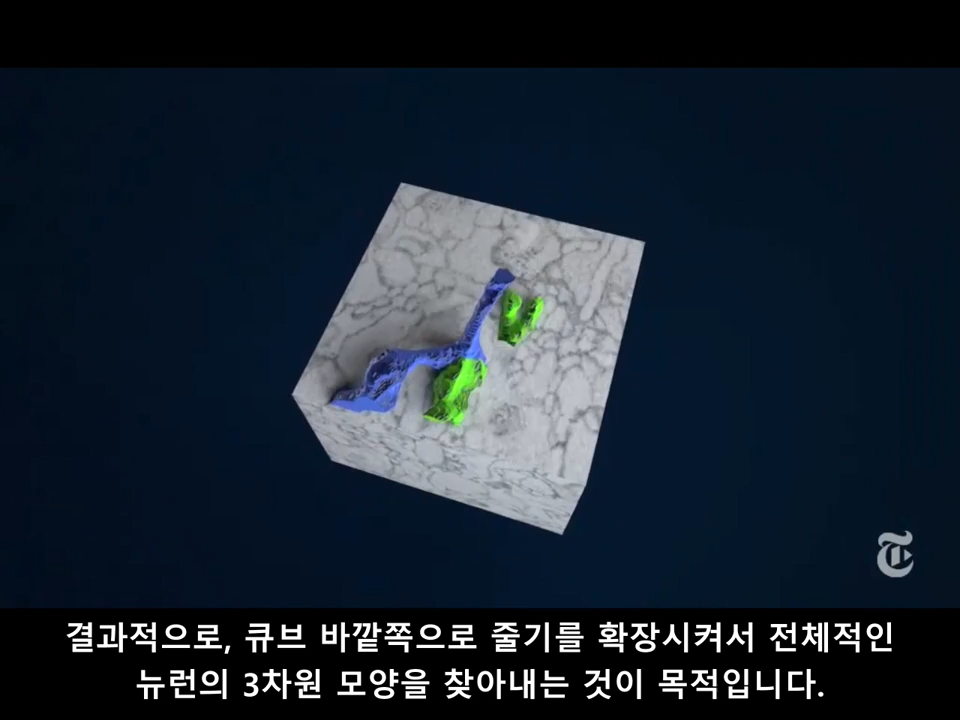 결과적으로, 큐브 바깥쪽으로 줄기를 확장시켜서 전체적인
뉴런의 3차원 모양을 찾아내는 것이 목적입니다.